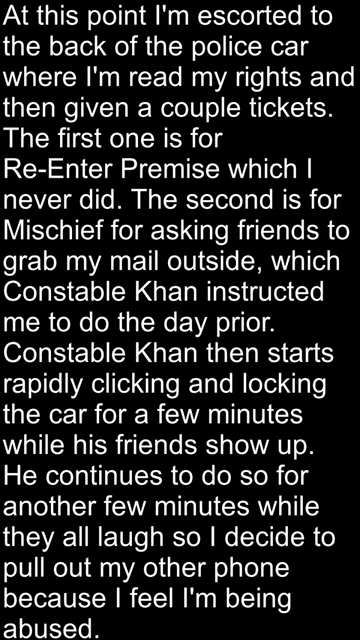 At this point I'm escorted to
the back of the police car
where I'm read my rights and
then given a couple tickets.
The first one is for
Re-Enter Premise which I
never did. The second is for
Mischief for asking friends to
grab my mail outside, which
Constable Khan instructed
me to do the day prior.
Constable Khan then starts
rapidly clicking and locking
the car for a few minutes
while his friends show up.
He continues to do so for
another few minutes while
they all laugh so I decide to
pull out my other phone
because I feel I'm being
abused.